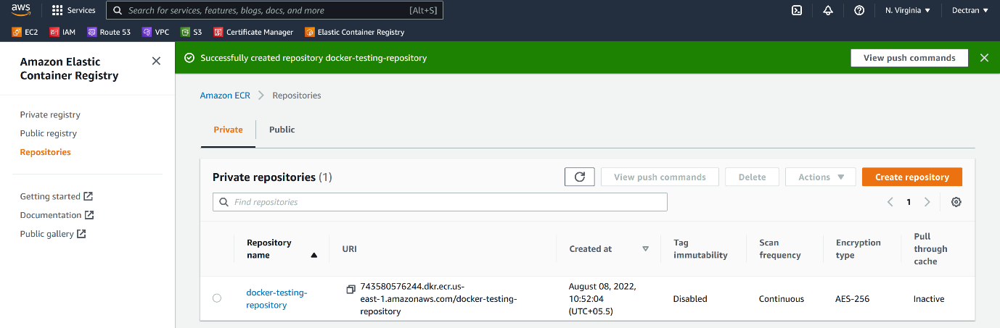 aws Services Search for services, features, blogs, docs, and more [Alt+S] N. Virginia ▼ Dectran ▼
EC2 IAM Route 53 VPC S3 Certificate Manager Elastic Container Registry
Amazon Elastic
Container Registry
Private registry
Public registry
Repositories
Getting started
Documentation
Public gallery
Successfully created repository docker-testing-repository View push commands
Amazon ECR > Repositories
Private Public
Private repositories (1) View push commands Delete Actions ▼ Create repository
Find repositories 1
Repository
name
URI
Created at
Tag
immutability
Scan
frequency
Encryption
type
Pull
through
cache
docker-testing-
repository
743580576244.dkr.ecr.us-
east-1.amazonaws.com/docker-testing-
repository
August 08, 2022,
10:52:04
(UTC+05.5)
Disabled
Continuous
AES-256
Inactive